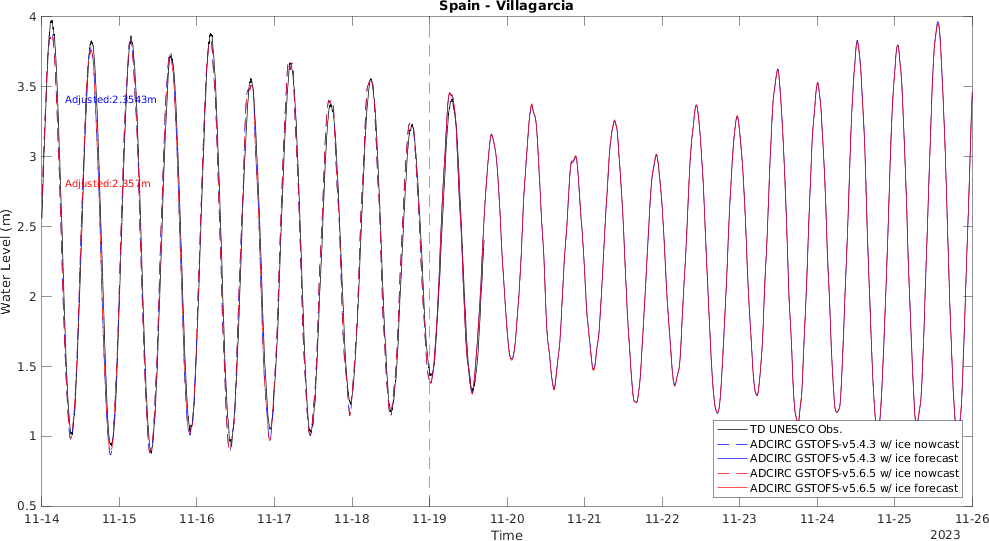 Spain - Villagarcia
4
3.5
3
2.5
2
1.5
1
0.5
Water Level (m)
Adjusted:2.3543m
Adjusted:2.357m
TD UNESCO Obs.
ADCIRC GSTOFS-v5.4.3 w/ ice nowcast
ADCIRC GSTOFS-v5.4.3 w/ ice forecast
ADCIRC GSTOFS-v5.6.5 w/ ice nowcast
ADCIRC GSTOFS-v5.6.5 w/ ice forecast
11-14 11-15 11-16 11-17 11-18 11-19 11-20 11-21 11-22 11-23 11-24 11-25 11-26
Time
2023